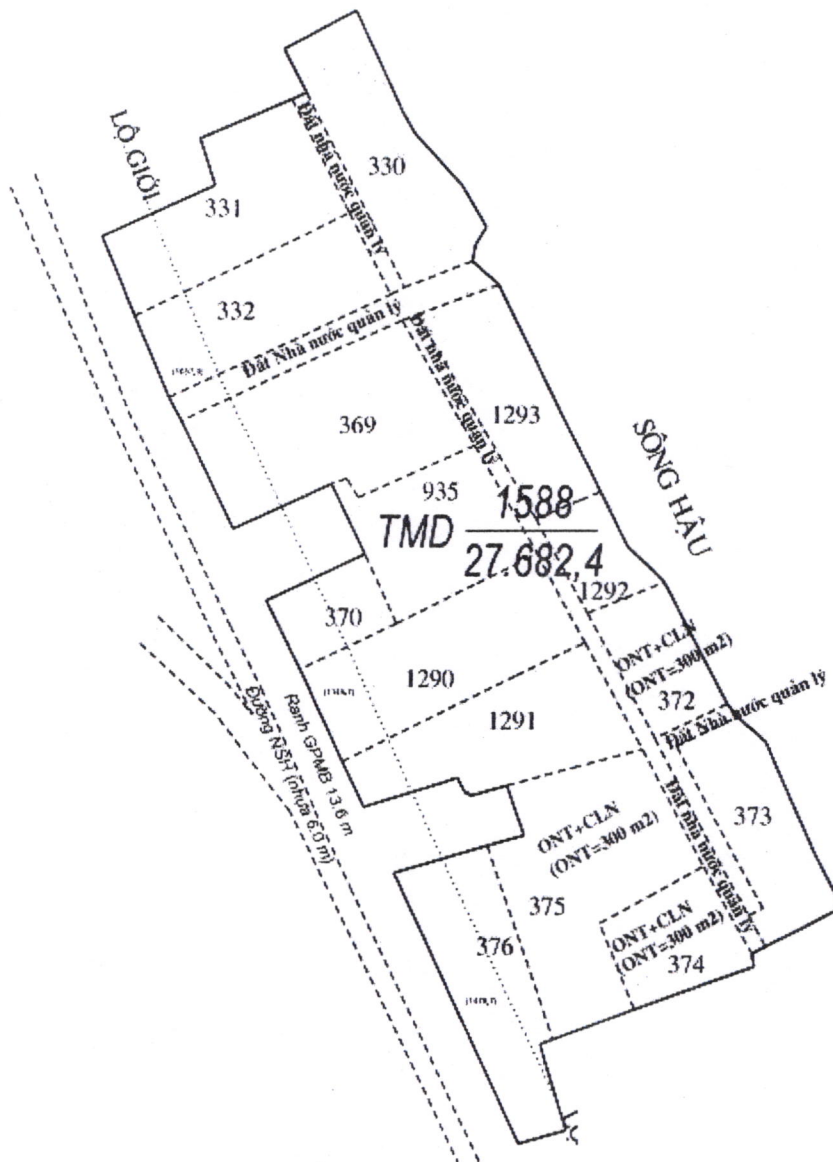 LỘ GIỚI
Đất nhà nước quản lý
330
331
332
Đất Nhà nước quản lý
Đất nhà nước quản lý
369
1293
SÔNG HẬU
935
TMD 1588
27.682,4
1292
370
ONT+CLN
(ONT=300 m2)
1290
372
1291
Đất Nhà nước quản lý
Ranh GPMB 13.6 m
Đường NSH (nhựa 6.0 m)
ONT+CLN
(ONT=300 m2)
Đất nhà nước quản lý
373
375
ONT+CLN
(ONT=300 m2)
376
374